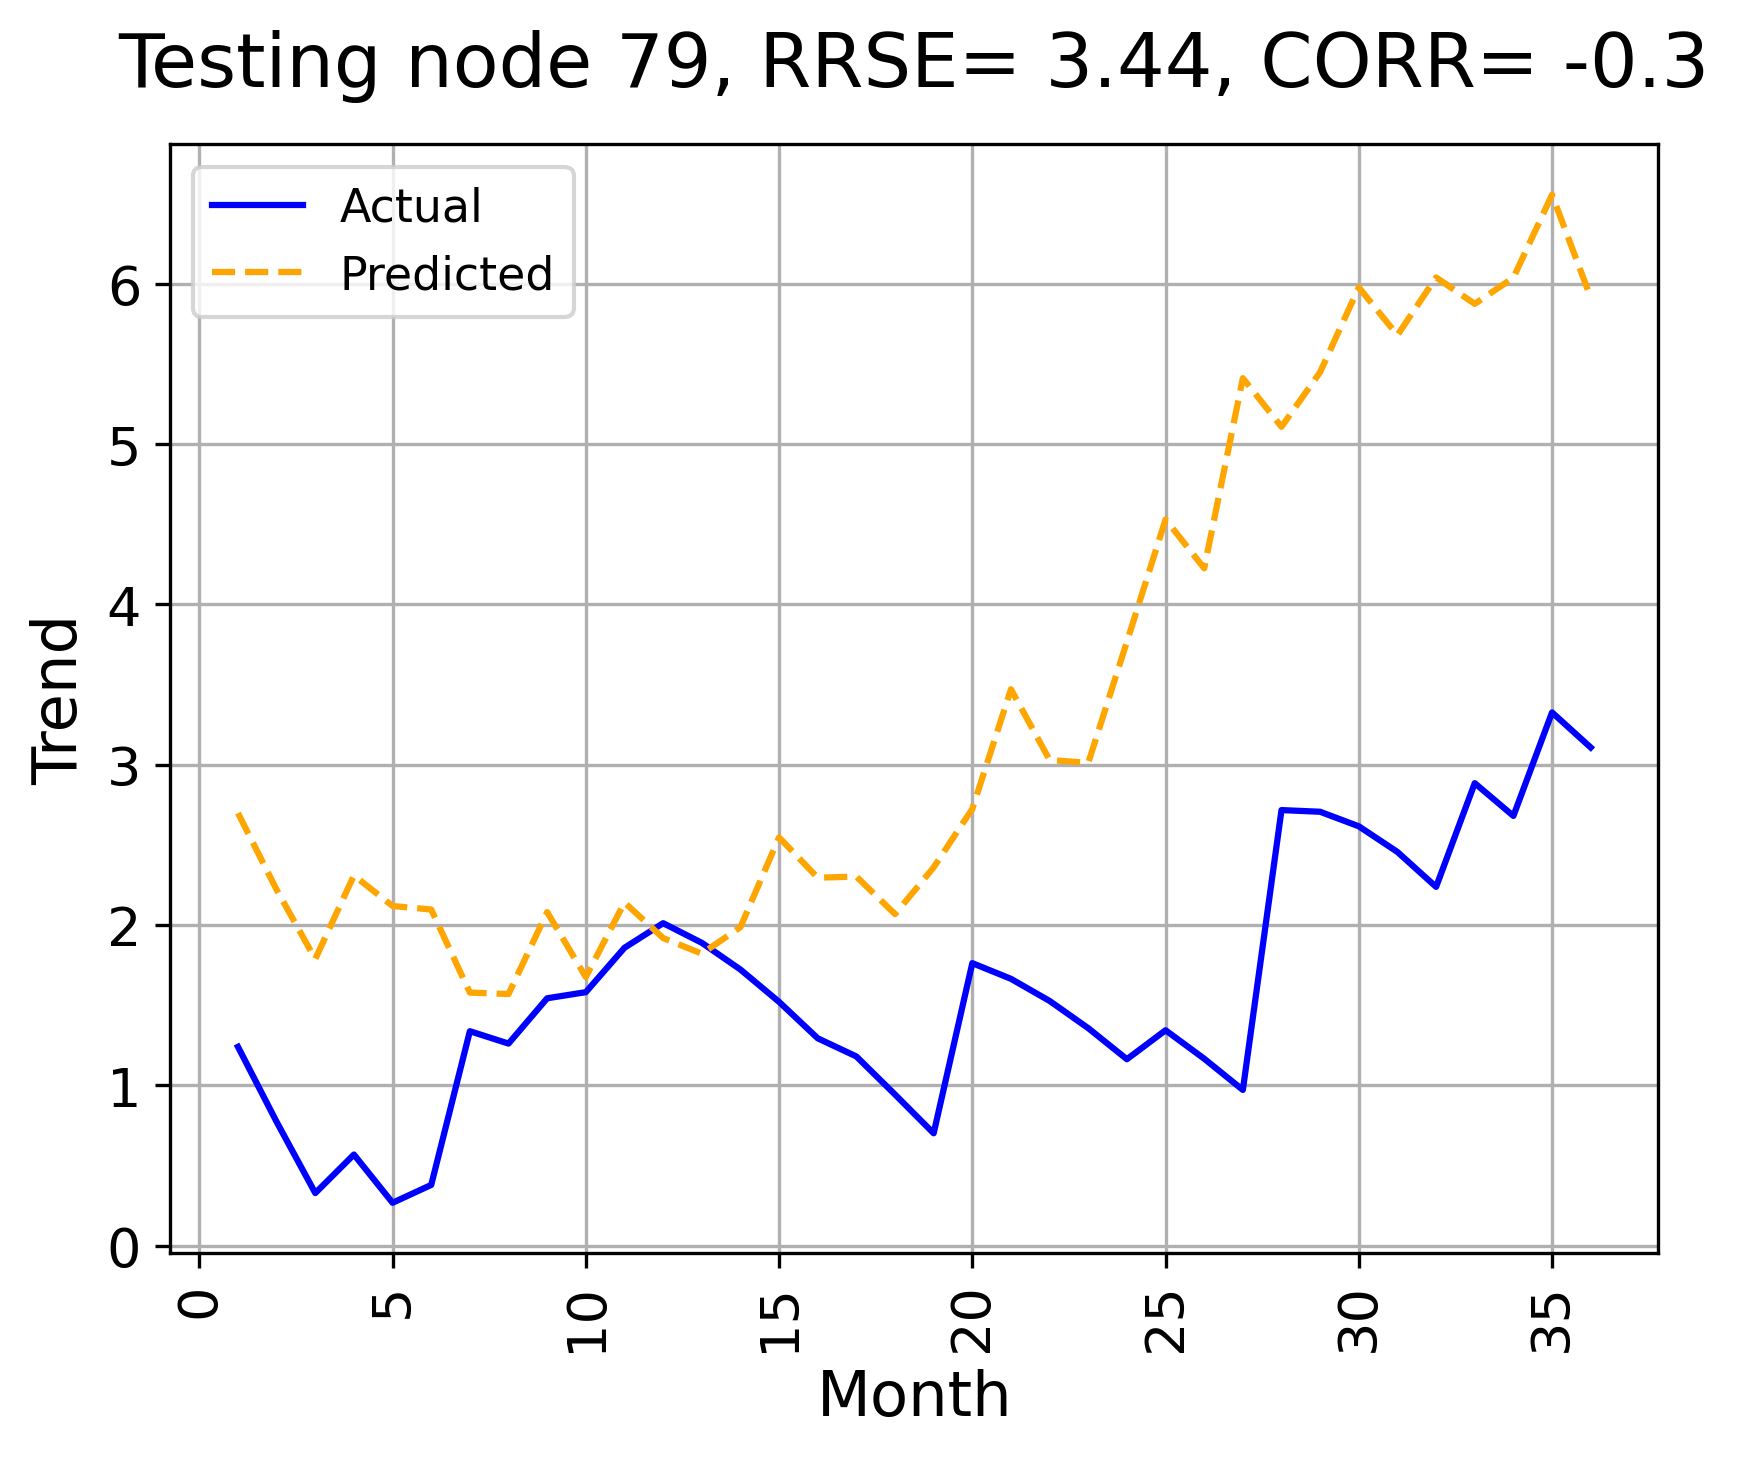 Testing node 79, RRSE= 3.44, CORR= -0.3
Actual
Predicted
6
5
4
3
2
1
0
Trend
0 5 10 15 20 25 30 35
Month